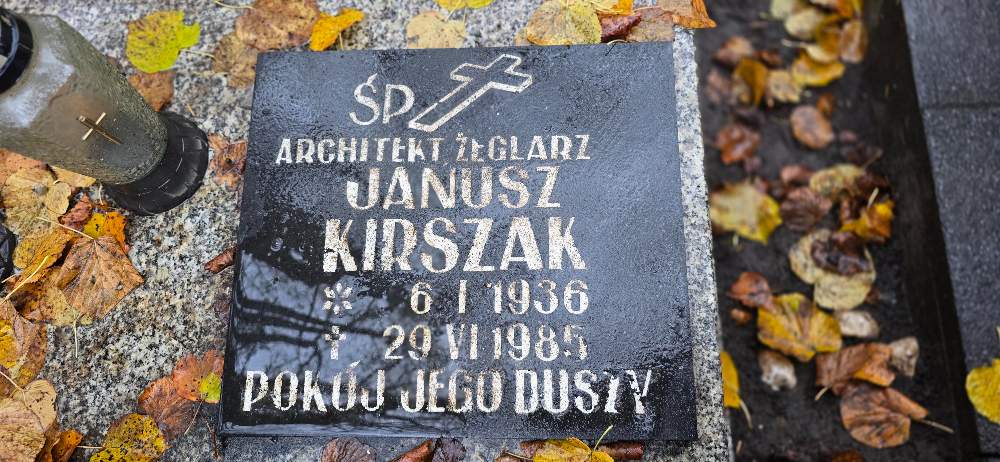 ŚP
ARCHITEKT ŻEGLARZ
JANUSZ
KIRSZAK
* 6 I 1936
† 29 VI 1985
POKÓJ JEGO DUSZY